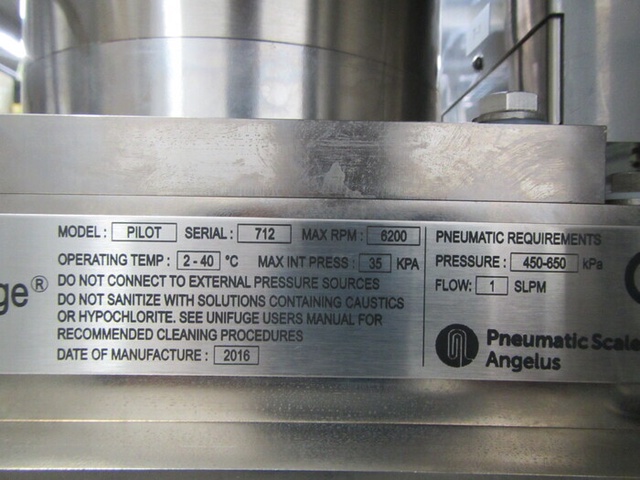 MODEL : PILOT SERIAL : 712 MAX RPM : 6200
OPERATING TEMP : 2 - 40 °C MAX INT PRESS : 35 KPA
DO NOT CONNECT TO EXTERNAL PRESSURE SOURCES
DO NOT SANITIZE WITH SOLUTIONS CONTAINING CAUSTICS
OR HYPOCHLORITE. SEE UNIFUGE USERS MANUAL FOR
RECOMMENDED CLEANING PROCEDURES
DATE OF MANUFACTURE : 2016
ge®
PNEUMATIC REQUIREMENTS
PRESSURE : 450-650 kPa
FLOW: 1 SLPM
Pneumatic Scale
Angelus